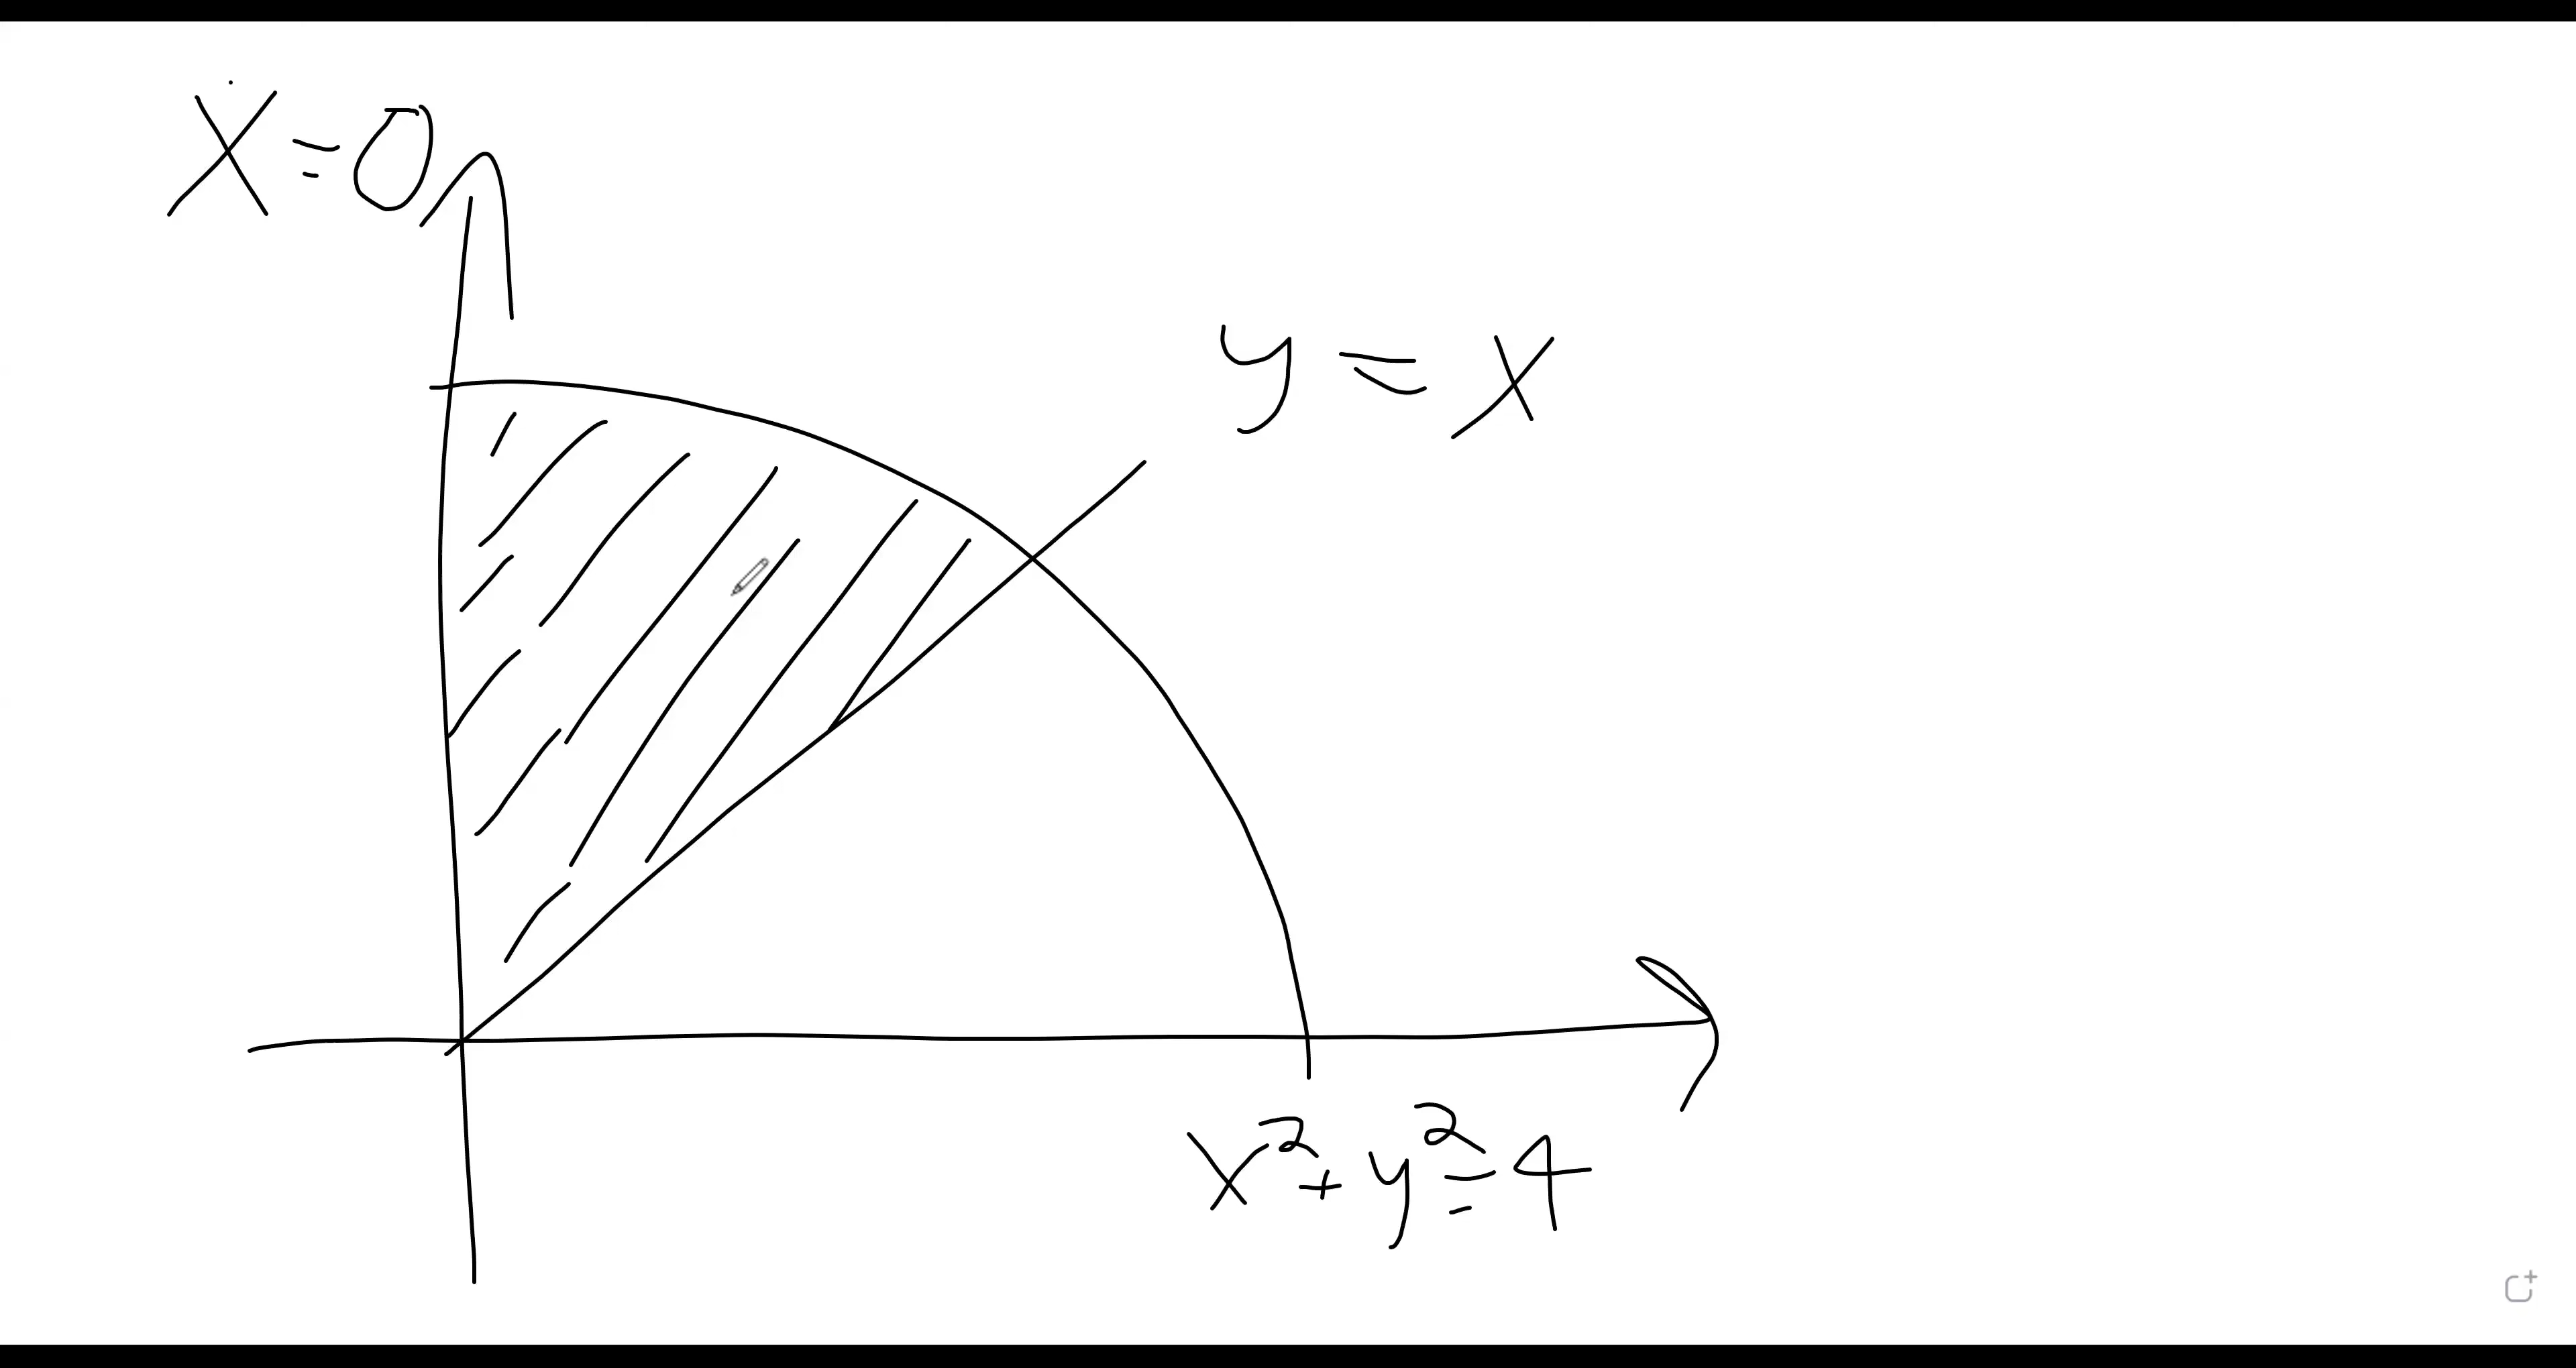 X=0
y = x
x²+y²=4